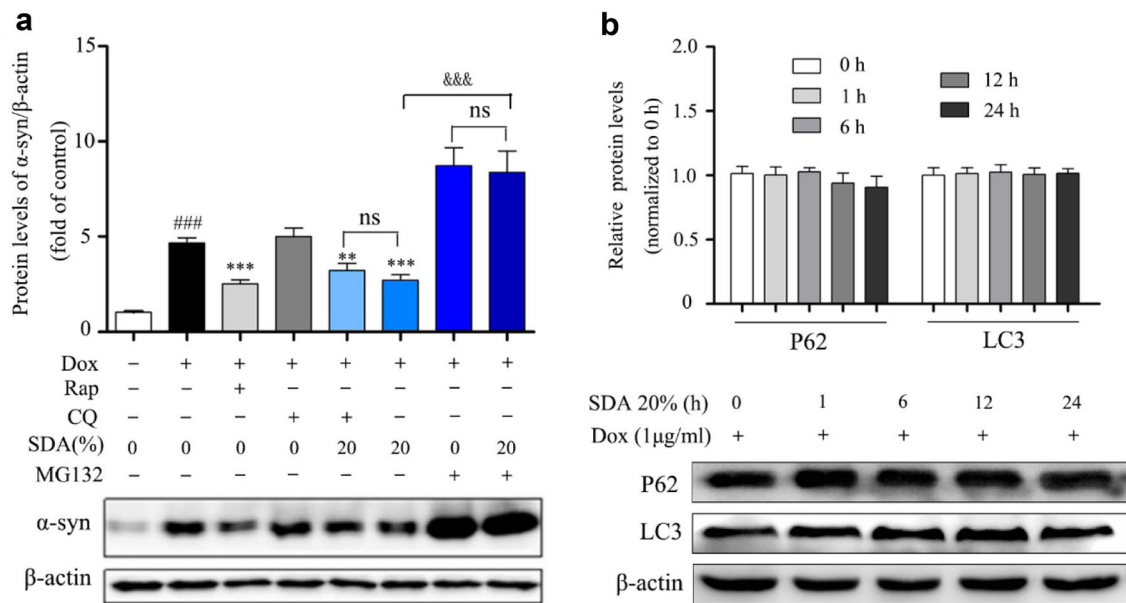 a
Protein levels of α-syn/β-actin
(fold of control)
15
10
5
0
###
***
**
***
ns
ns
&&&
Dox − + + + + + + +
Rap − − + − − − − −
CQ − − − + + − − −
SDA(%) 0 0 0 0 20 20 0 20
MG132 − − − − − − + +
α-syn
β-actin
b
Relative protein levels
(normalized to 0 h)
2.0
1.5
1.0
0.5
0
0 h
1 h
6 h
12 h
24 h
P62 LC3
SDA 20% (h) 0 1 6 12 24
Dox (1μg/ml) + + + + +
P62
LC3
β-actin